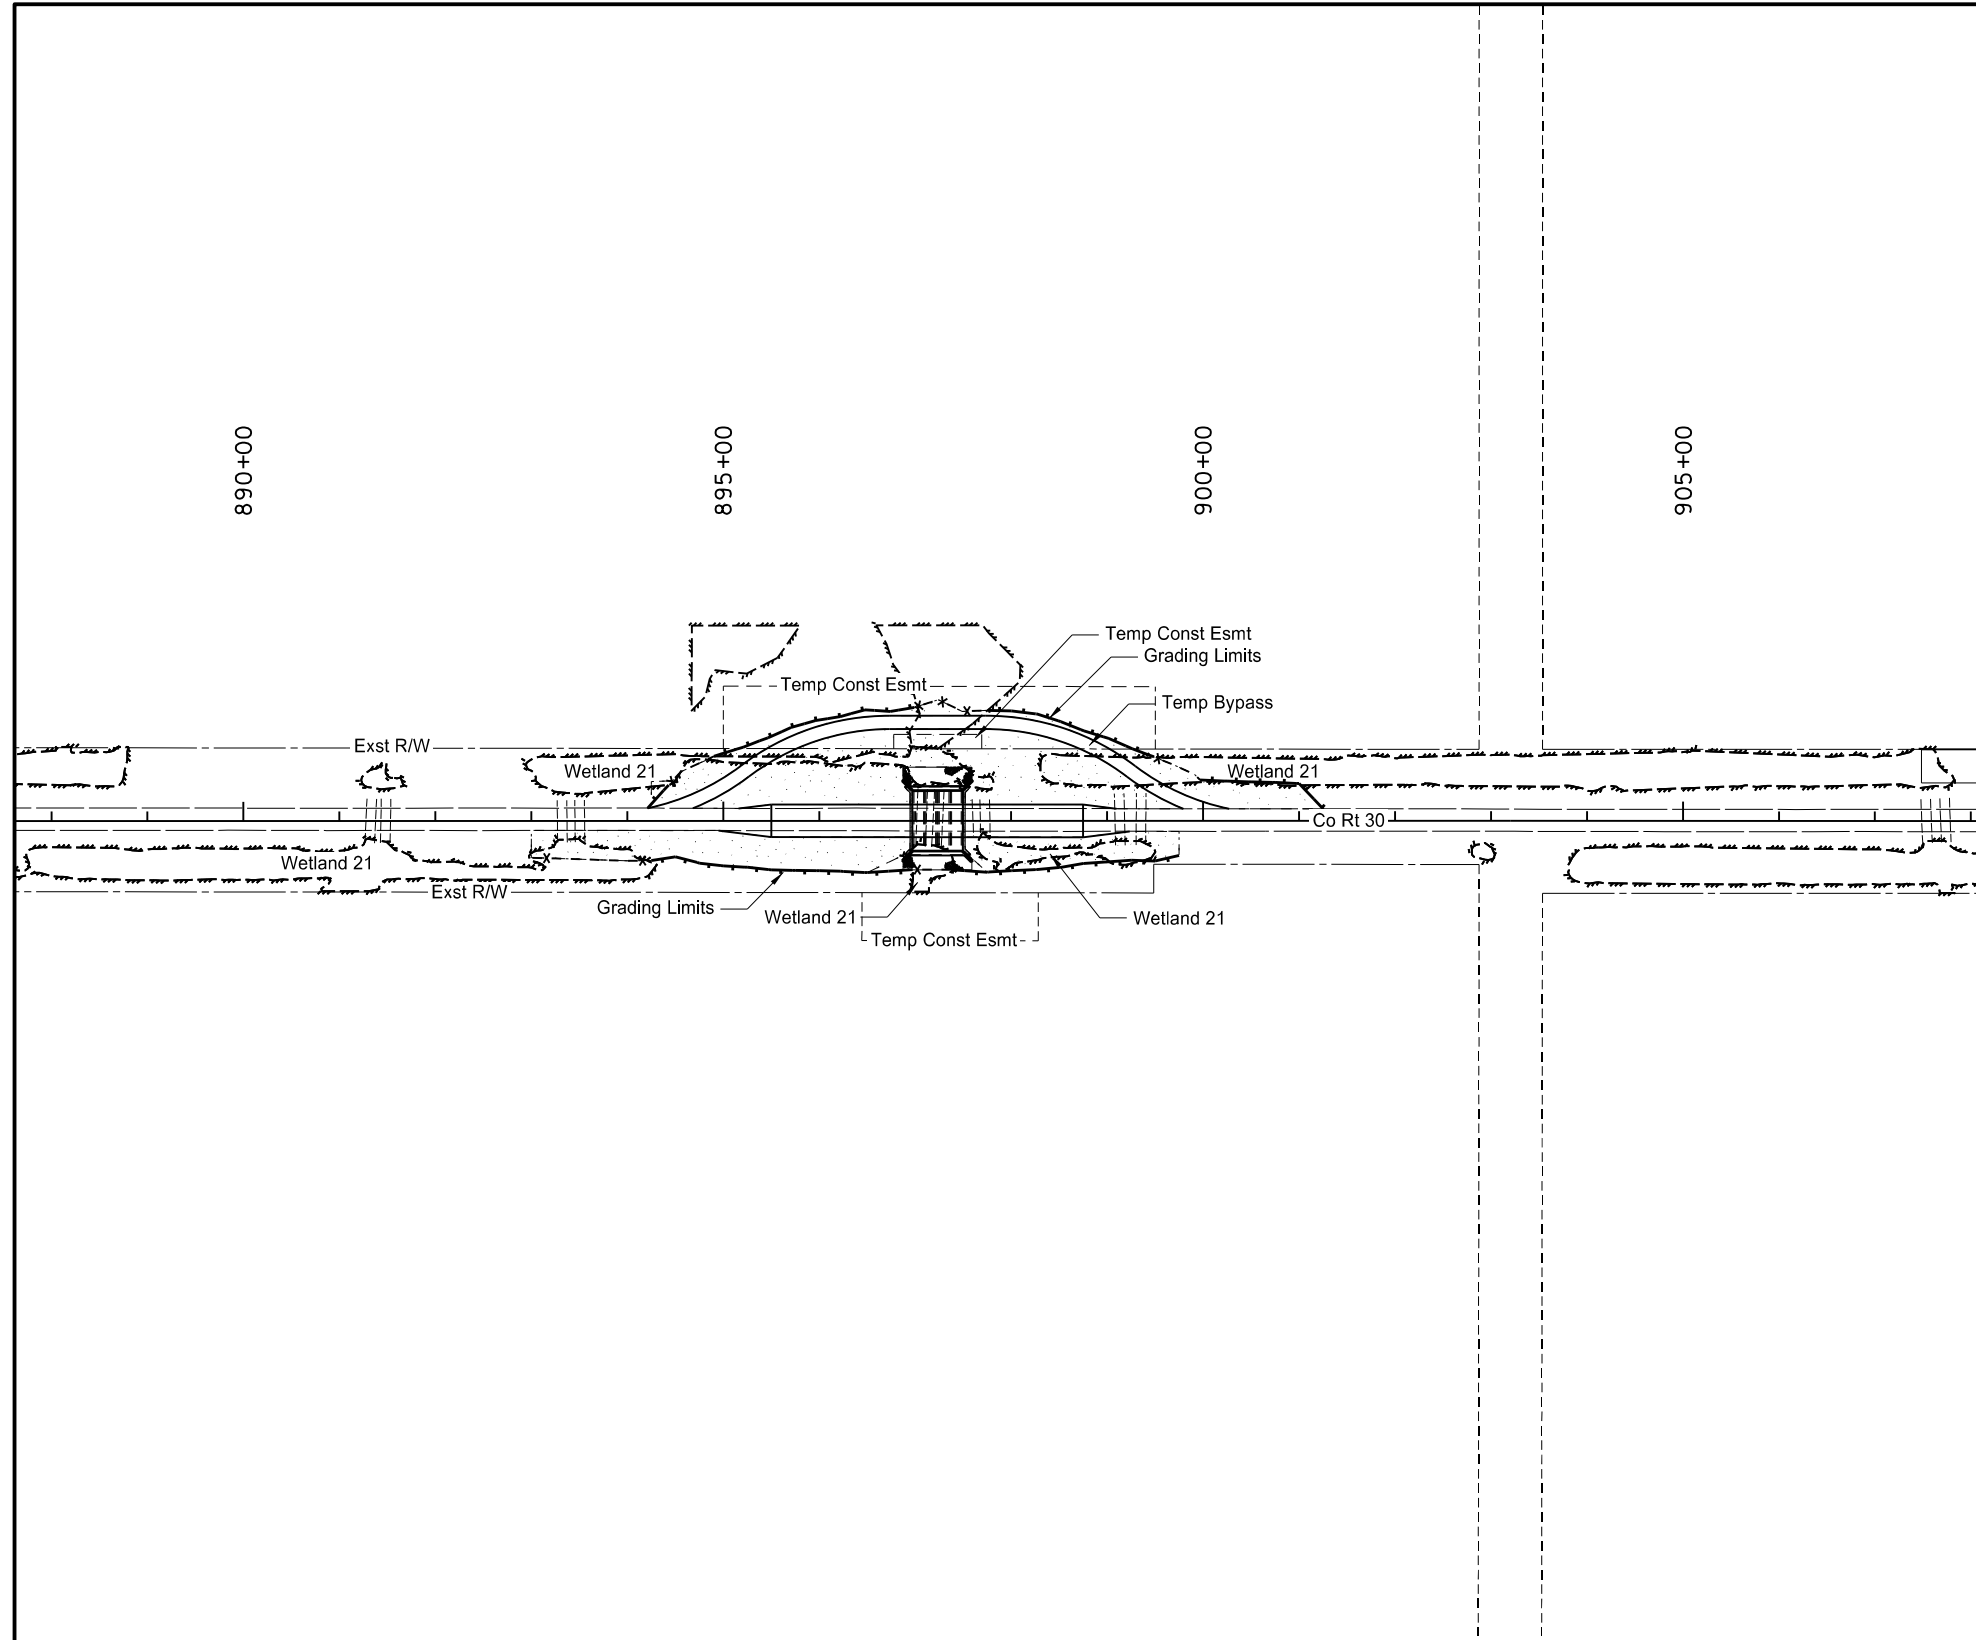 890+00
895+00
900+00
905+00
Temp Const Esmt
Grading Limits
Temp Const Esmt
Temp Bypass
Exst R/W
Wetland 21
Wetland 21
Co Rt 30
Wetland 21
Exst R/W
Grading Limits
Wetland 21
Wetland 21
Temp Const Esmt